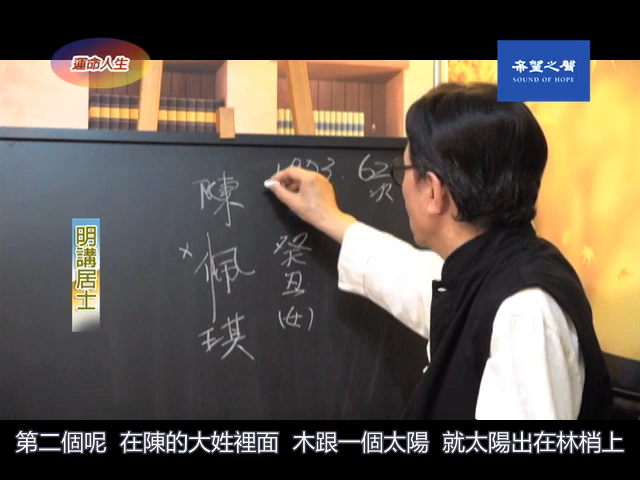 運命人生
希望之聲
SOUND OF HOPE
1973.62次
陳佩琪
×
癸丑
(女)
明講居士
第二個呢 在陳的大姓裡面 木跟一個太陽 就太陽出在林梢上